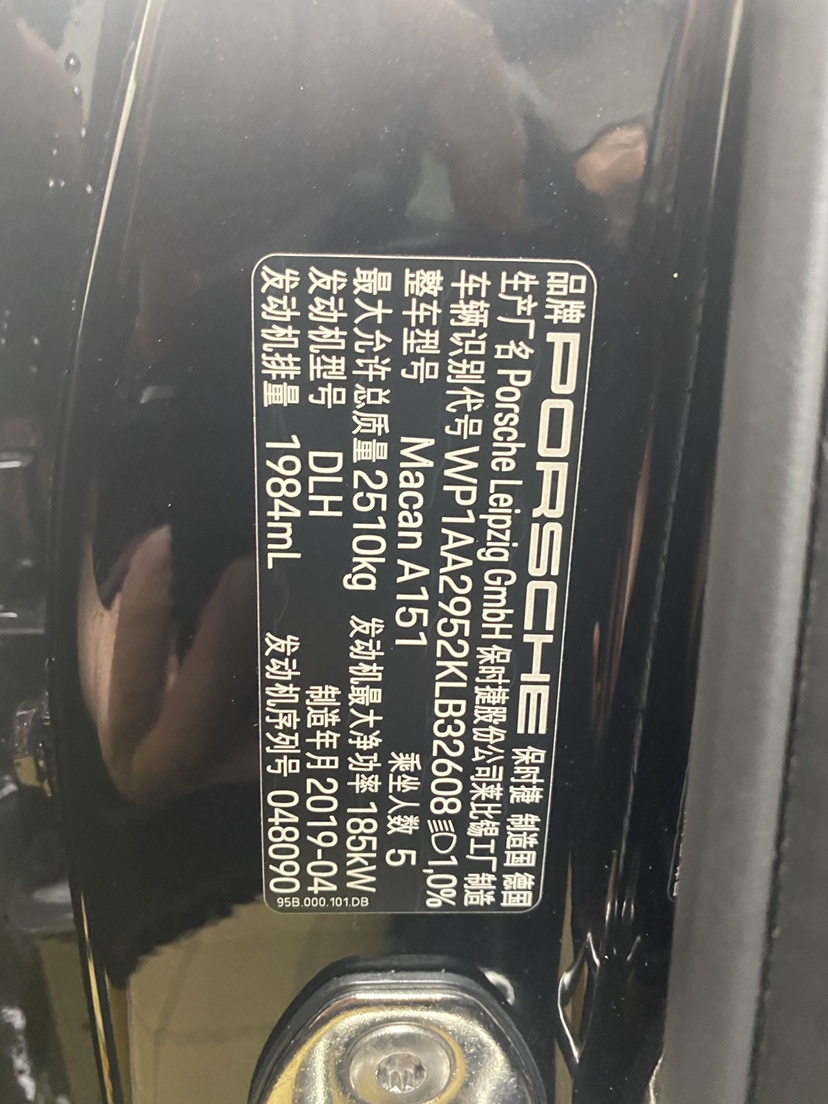 品牌 PORSCHE 保时捷 制造国 德国
生产厂名 Porsche Leipzig GmbH 保时捷股份公司莱比锡工厂制造
车辆识别代号 WP1AA2952KLB32608 1,0%
整车型号 Macan A151 乘坐人数 5
最大允许总质量 2510kg 发动机最大净功率 185kW
发动机型号 DLH 制造年月 2019-04
发动机排量 1984mL 发动机序列号 048090
95B.000.101.DB